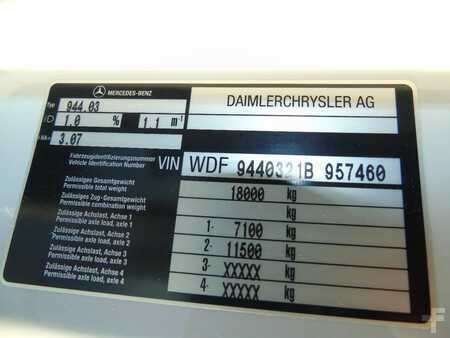 MERCEDES-BENZ
Typ 944.03
DAIMLERCHRYSLER AG
1.0 % 1.1 m⁻¹
3.07
Fahrzeugidentifizierungsnummer
Vehicle Identification Number
VIN WDF 9440321B 957460
Zulässiges Gesamtgewicht
Permissible total weight
18000 kg
Zulässiges Zug-Gesamtgewicht
Permissible combination weight
kg
Zulässige Achslast, Achse 1
Permissible axle load, axle 1
1- 7100 kg
Zulässige Achslast, Achse 2
Permissible axle load, axle 2
2- 11500 kg
Zulässige Achslast, Achse 3
Permissible axle load, axle 3
3- XXXXX kg
Zulässige Achslast, Achse 4
Permissible axle load, axle 4
4- XXXXX kg